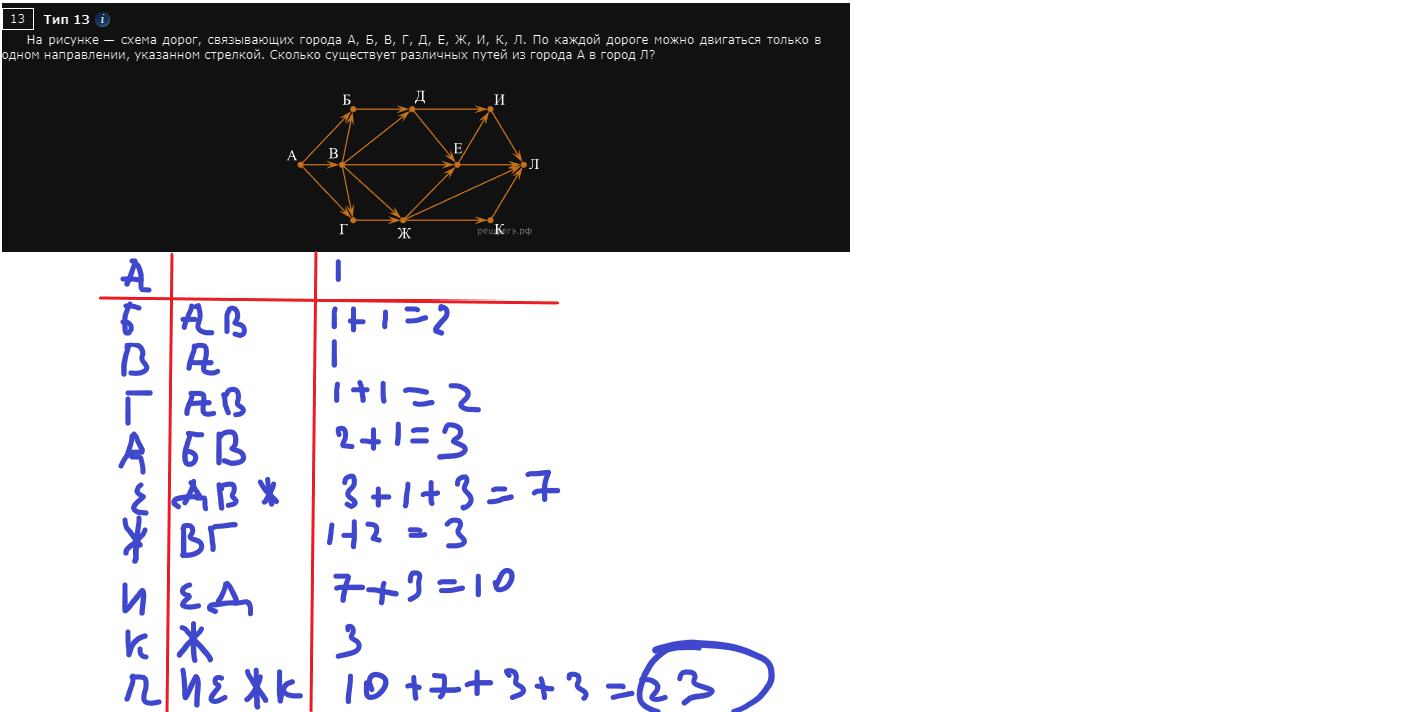 13 Тип 13 i
На рисунке — схема дорог, связывающих города А, Б, В, Г, Д, Е, Ж, И, К, Л. По каждой дороге можно двигаться только в
одном направлении, указанном стрелкой. Сколько существует различных путей из города А в город Л?
Б Д И
А В Е Л
Г Ж К
решуегэ.рф
А 1
Б А В 1 + 1 = 2
В А 1
Г А В 1 + 1 = 2
Д Б В 2 + 1 = 3
Е Д В Ж 3 + 1 + 3 = 7
Ж В Г 1 + 2 = 3
И Е Д 7 + 3 = 10
К Ж 3
Л И Е Ж К 10 + 7 + 3 + 3 = 23